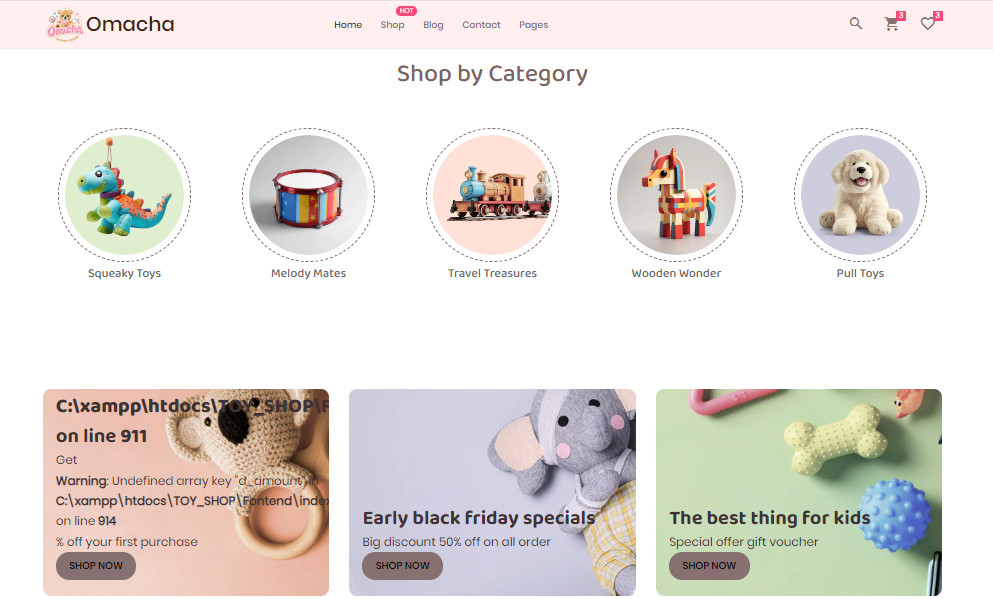 Omacha
Omacha
Home
HOT
Shop
Blog
Contact
Pages
3
3
Shop by Category
Squeaky Toys
Melody Mates
Travel Treasures
Wooden Wonder
Pull Toys
C:\xampp\htdocs\TOY_SHOP\F
on line 911
Get
Warning: Undefined array key "d_amount" in
C:\xampp\htdocs\TOY_SHOP\Fontend\index
on line 914
% off your first purchase
SHOP NOW
Early black friday specials
Big discount 50% off on all order
SHOP NOW
The best thing for kids
Special offer gift voucher
SHOP NOW